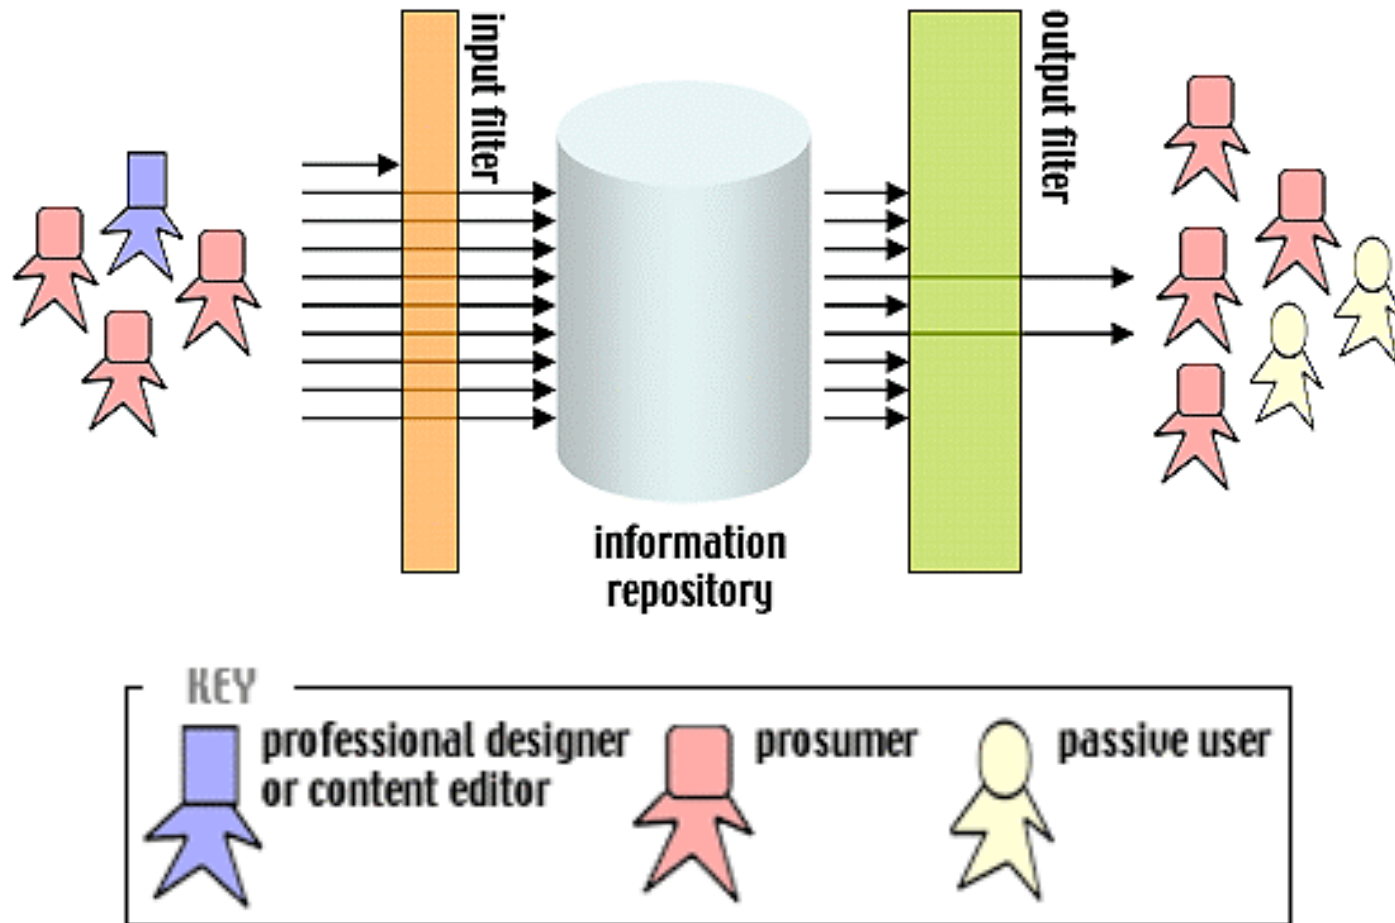 input filter
output filter
information
repository
KEY
professional designer
or content editor
prosumer
passive user